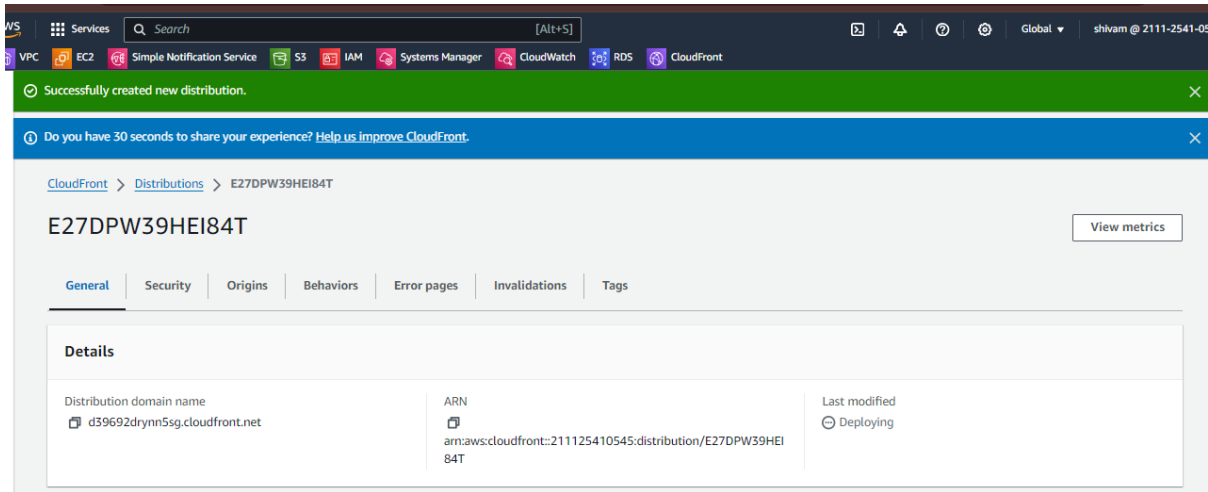 Services Search [Alt+S] Global shivam @ 2111-2541-05
VPC EC2 Simple Notification Service S3 IAM Systems Manager CloudWatch RDS CloudFront
Successfully created new distribution.
Do you have 30 seconds to share your experience? Help us improve CloudFront.
CloudFront > Distributions > E27DPW39HEI84T
E27DPW39HEI84T
View metrics
General Security Origins Behaviors Error pages Invalidations Tags
Details
Distribution domain name
d39692drynn5sg.cloudfront.net
ARN
arn:aws:cloudfront::211125410545:distribution/E27DPW39HEI
84T
Last modified
Deploying